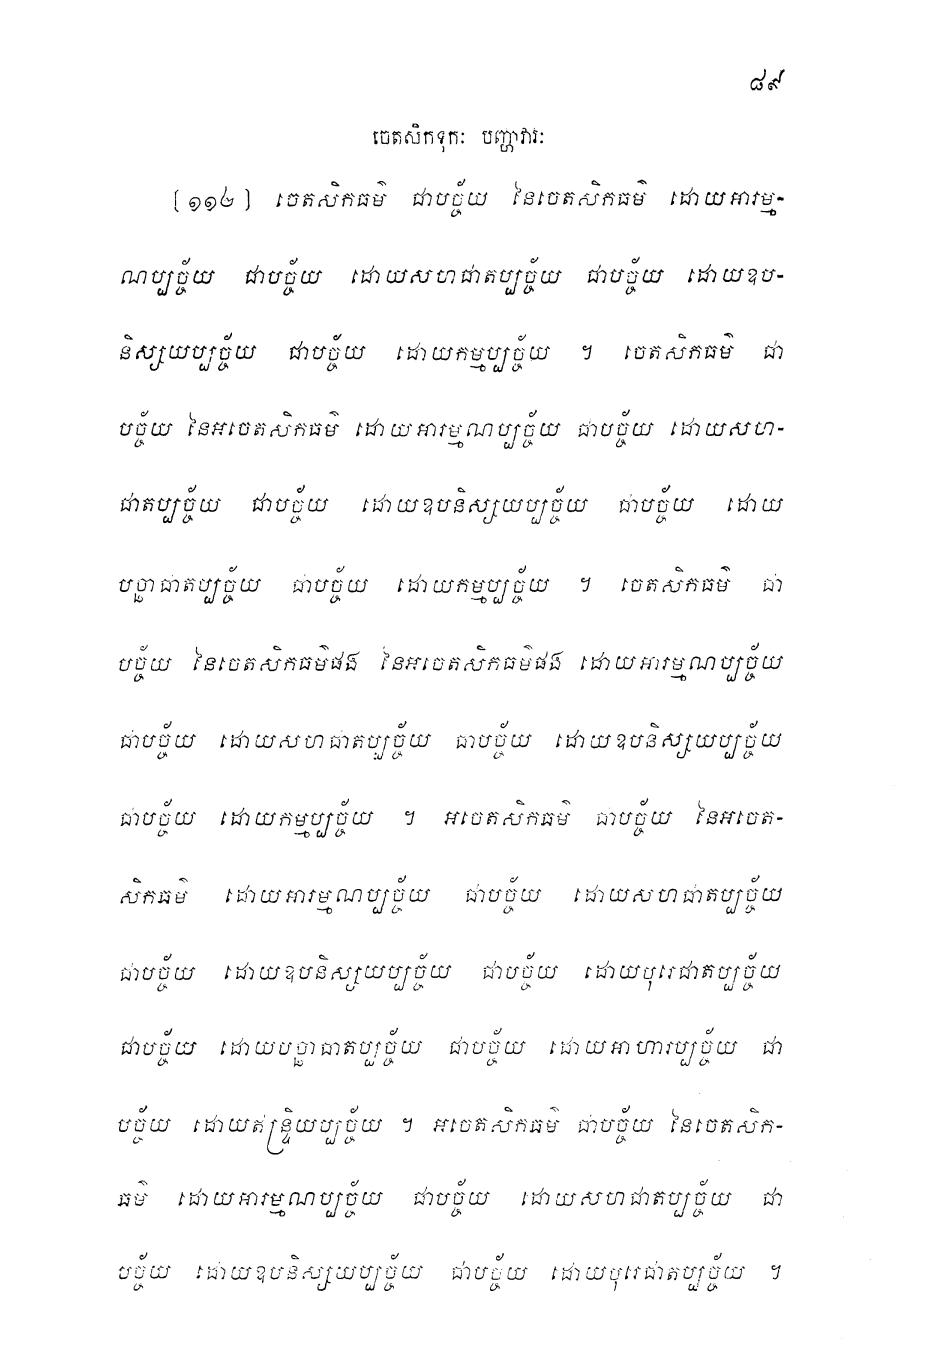 ៨៩
ចេតសិកទុកៈ បញ្ហាវារៈ
[១១៤] ចេតសិកធម៌ ជាបច្ច័យ នៃចេតសិកធម៌ ដោយអារម្ម-
ណប្បច្ច័យ ជាបច្ច័យ ដោយសហជាតប្បច្ច័យ ជាបច្ច័យ ដោយឧប-
និស្សយប្បច្ច័យ ជាបច្ច័យ ដោយកម្មប្បច្ច័យ ។ ចេតសិកធម៌ ជា
បច្ច័យ នៃអចេតសិកធម៌ ដោយអារម្មណប្បច្ច័យ ជាបច្ច័យ ដោយសហ-
ជាតប្បច្ច័យ ជាបច្ច័យ ដោយឧបនិស្សយប្បច្ច័យ ជាបច្ច័យ ដោយ
បច្ឆាជាតប្បច្ច័យ ជាបច្ច័យ ដោយកម្មប្បច្ច័យ ។ ចេតសិកធម៌ ជា
បច្ច័យ នៃចេតសិកធម៌ផង នៃអចេតសិកធម៌ផង ដោយអារម្មណប្បច្ច័យ
ជាបច្ច័យ ដោយសហជាតប្បច្ច័យ ជាបច្ច័យ ដោយឧបនិស្សយប្បច្ច័យ
ជាបច្ច័យ ដោយកម្មប្បច្ច័យ ។ អចេតសិកធម៌ ជាបច្ច័យ នៃអចេត-
សិកធម៌ ដោយអារម្មណប្បច្ច័យ ជាបច្ច័យ ដោយសហជាតប្បច្ច័យ
ជាបច្ច័យ ដោយឧបនិស្សយប្បច្ច័យ ជាបច្ច័យ ដោយបុរេជាតប្បច្ច័យ
ជាបច្ច័យ ដោយបច្ឆាជាតប្បច្ច័យ ជាបច្ច័យ ដោយអាហារប្បច្ច័យ ជា
បច្ច័យ ដោយឥន្ទ្រិយប្បច្ច័យ ។ អចេតសិកធម៌ ជាបច្ច័យ នៃចេតសិក-
ធម៌ ដោយអារម្មណប្បច្ច័យ ជាបច្ច័យ ដោយសហជាតប្បច្ច័យ ជា
បច្ច័យ ដោយឧបនិស្សយប្បច្ច័យ ជាបច្ច័យ ដោយបុរេជាតប្បច្ច័យ ។